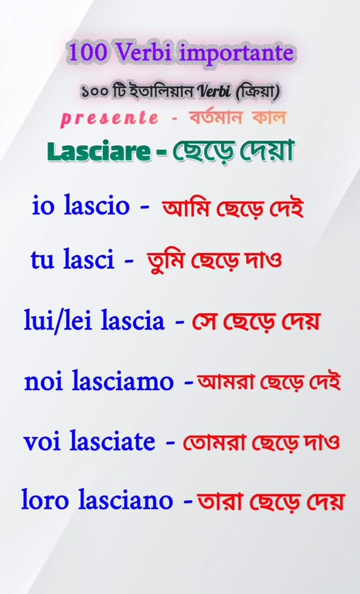 100 Verbi importante
১০০ টি ইতালিয়ান Verbi (ক্রিয়া)
presente - বর্তমান কাল
Lasciare - ছেড়ে দেয়া
io lascio - আমি ছেড়ে দেই
tu lasci - তুমি ছেড়ে দাও
lui/lei lascia - সে ছেড়ে দেয়
noi lasciamo - আমরা ছেড়ে দেই
voi lasciate - তোমরা ছেড়ে দাও
loro lasciano - তারা ছেড়ে দেয়